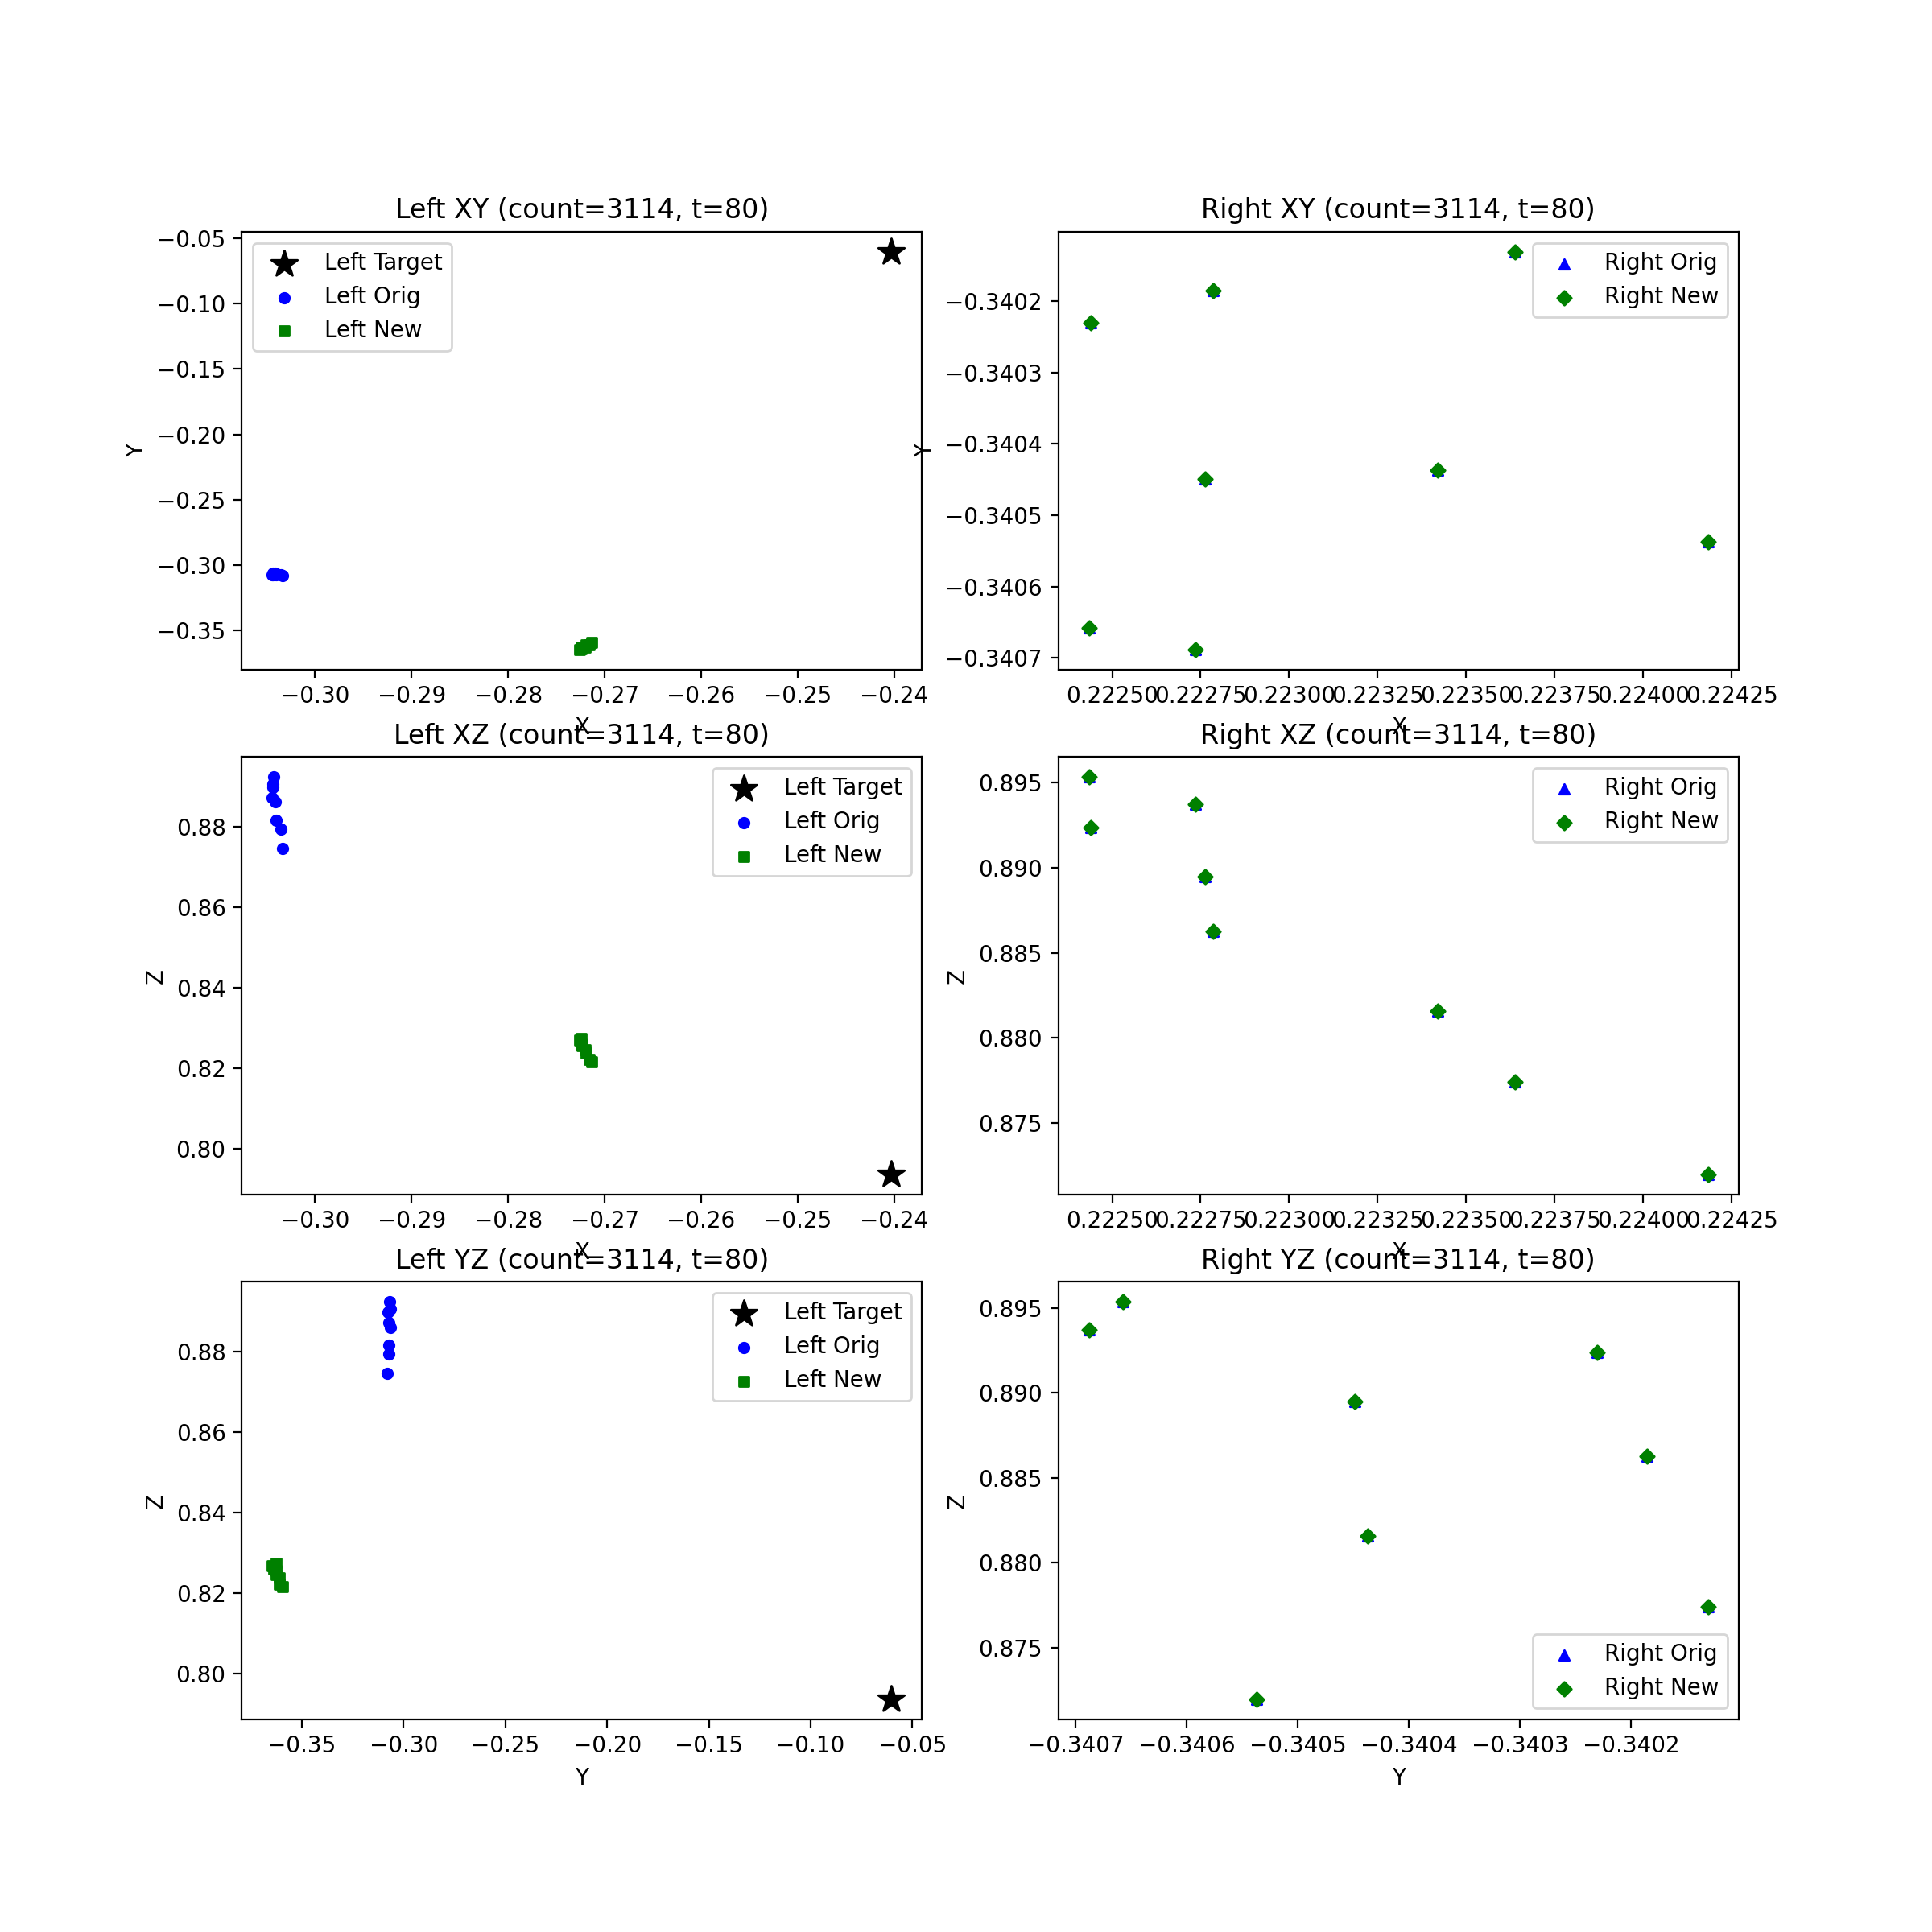 Left XY (count=3114, t=80)
−0.05
−0.10
−0.15
−0.20
−0.25
−0.30
−0.35
Y
Left Target
Left Orig
Left New
−0.30 −0.29 −0.28 −0.27 −0.26 −0.25 −0.24
X
Right XY (count=3114, t=80)
−0.3402
−0.3403
−0.3404
−0.3405
−0.3406
−0.3407
Y
Right Orig
Right New
0.22250 0.22275 0.22300 0.22325 0.22350 0.22375 0.22400 0.22425
X
Left XZ (count=3114, t=80)
0.88
0.86
0.84
0.82
0.80
Z
Left Target
Left Orig
Left New
−0.30 −0.29 −0.28 −0.27 −0.26 −0.25 −0.24
X
Right XZ (count=3114, t=80)
0.895
0.890
0.885
0.880
0.875
Z
Right Orig
Right New
0.22250 0.22275 0.22300 0.22325 0.22350 0.22375 0.22400 0.22425
X
Left YZ (count=3114, t=80)
0.88
0.86
0.84
0.82
0.80
Z
Left Target
Left Orig
Left New
−0.35 −0.30 −0.25 −0.20 −0.15 −0.10 −0.05
Y
Right YZ (count=3114, t=80)
0.895
0.890
0.885
0.880
0.875
Z
Right Orig
Right New
−0.3407 −0.3406 −0.3405 −0.3404 −0.3403 −0.3402
Y